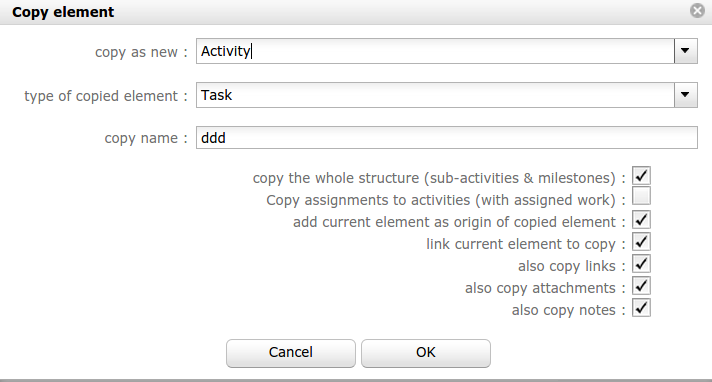 Copy element
copy as new : Activity
type of copied element : Task
copy name : ddd
copy the whole structure (sub-activities & milestones) :
Copy assignments to activities (with assigned work) :
add current element as origin of copied element :
link current element to copy :
also copy links :
also copy attachments :
also copy notes :
Cancel OK